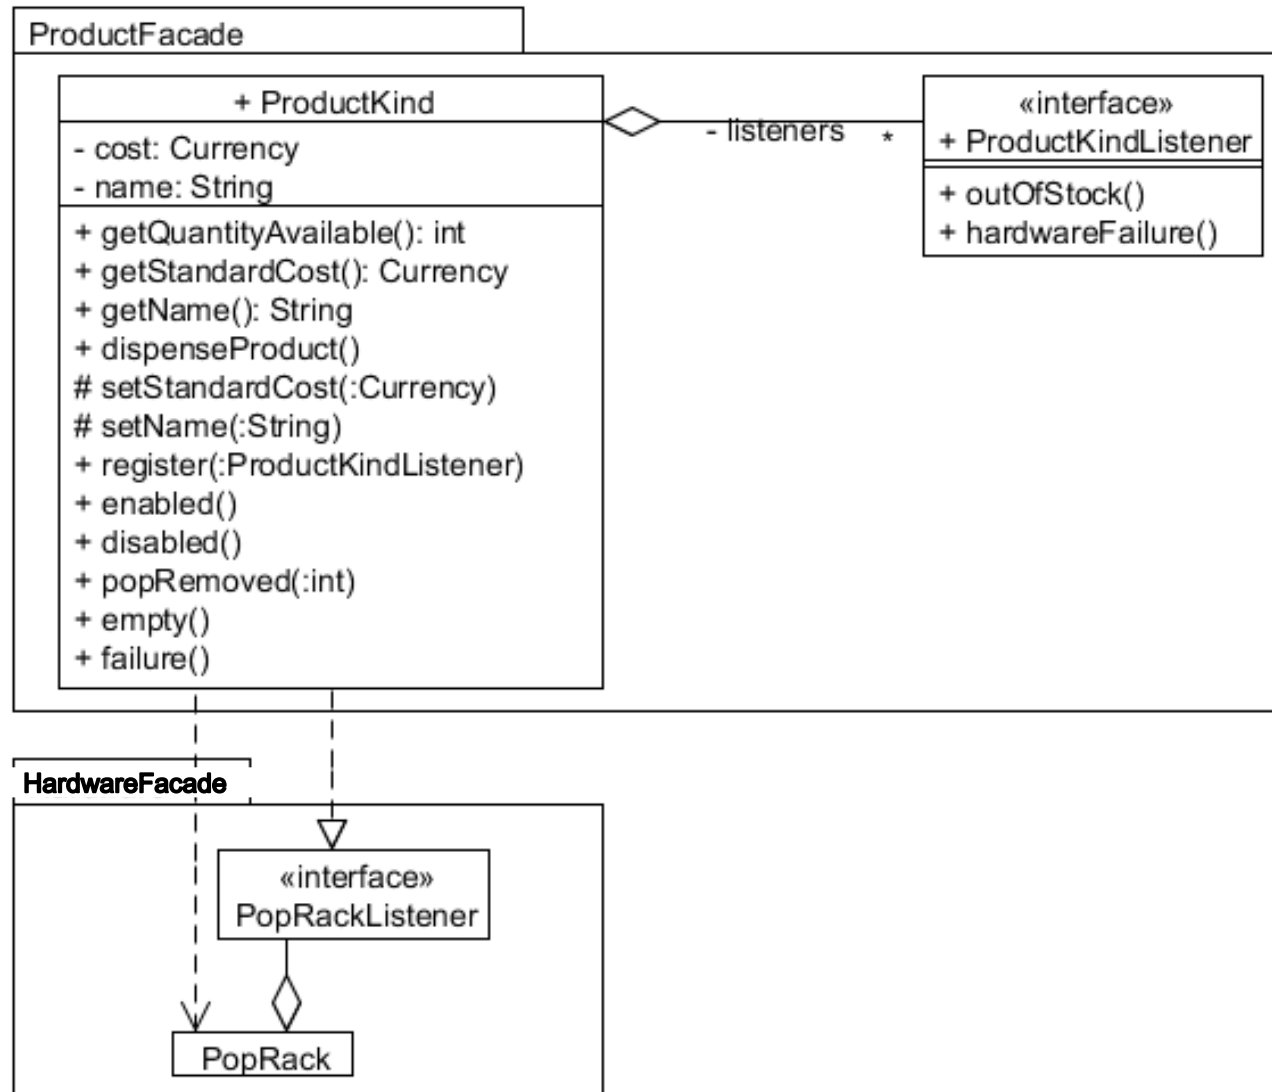 ProductFacade
+ ProductKind
- cost: Currency
- name: String
+ getQuantityAvailable(): int
+ getStandardCost(): Currency
+ getName(): String
+ dispenseProduct()
# setStandardCost(:Currency)
# setName(:String)
+ register(:ProductKindListener)
+ enabled()
+ disabled()
+ popRemoved(:int)
+ empty()
+ failure()
- listeners *
«interface»
+ ProductKindListener
+ outOfStock()
+ hardwareFailure()
HardwareFacade
«interface»
PopRackListener
PopRack